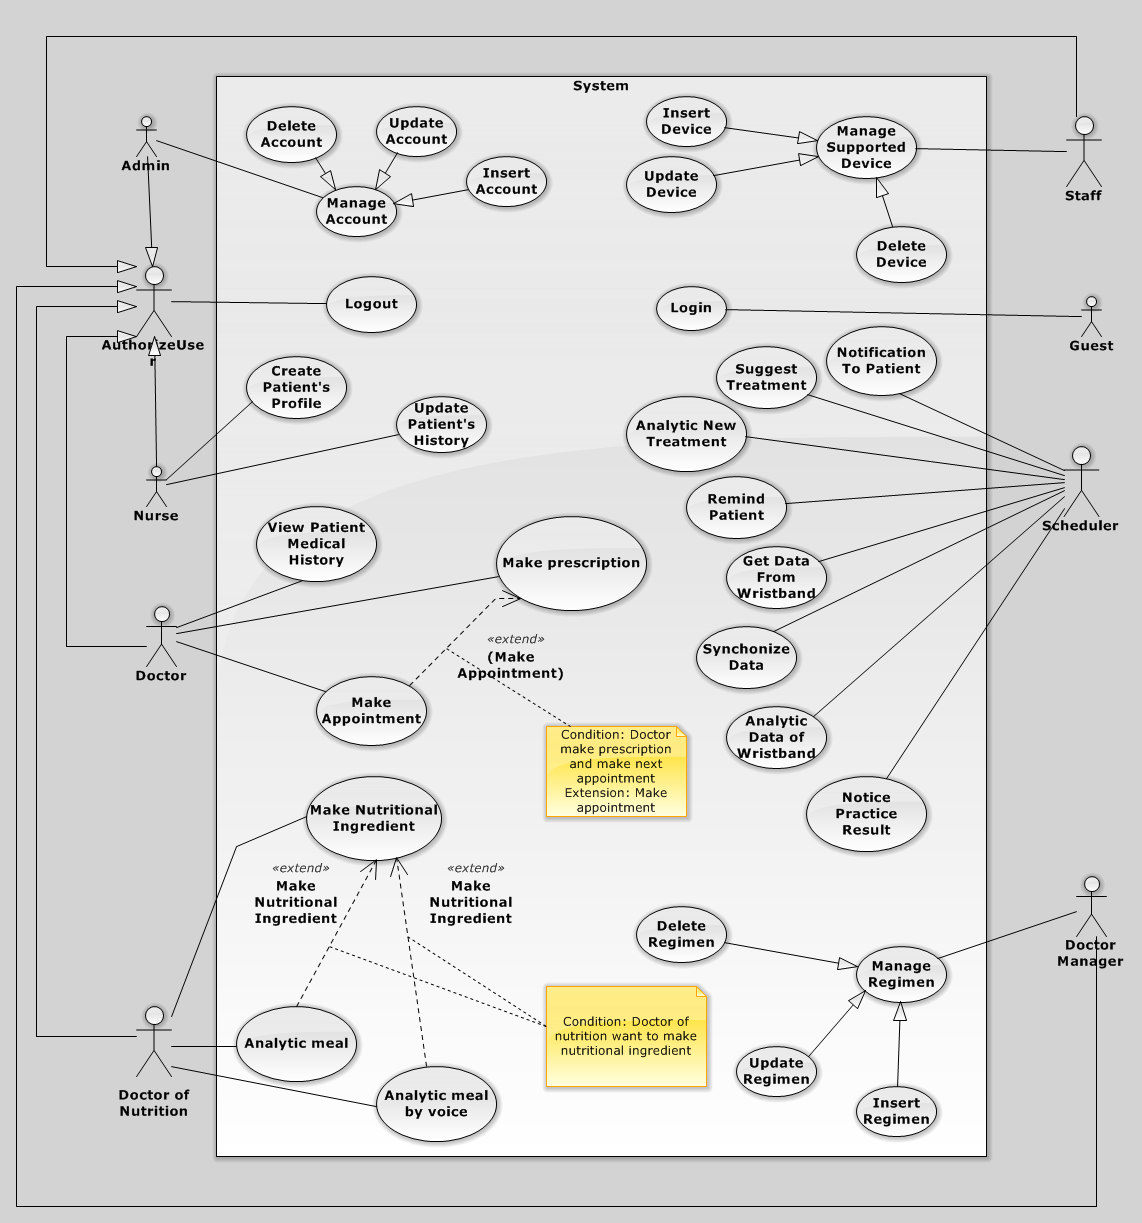 System
Delete
Account
Update
Account
Insert
Account
Manage
Account
Admin
Insert
Device
Update
Device
Manage
Supported
Device
Delete
Device
Staff
AuthorizeUse
r
Logout
Login
Guest
Create
Patient's
Profile
Update
Patient's
History
Nurse
Suggest
Treatment
Notification
To Patient
Analytic New
Treatment
Remind
Patient
Get Data
From
Wristband
Synchonize
Data
Analytic
Data of
Wristband
Notice
Practice
Result
Scheduler
View Patient
Medical
History
Make prescription
Doctor
«extend»
(Make
Appointment)
Make
Appointment
Condition: Doctor
make prescription
and make next
appointment
Extension: Make
appointment
Make Nutritional
Ingredient
«extend»
Make
Nutritional
Ingredient
«extend»
Make
Nutritional
Ingredient
Condition: Doctor of
nutrition want to make
nutritional ingredient
Analytic meal
Analytic meal
by voice
Doctor of
Nutrition
Delete
Regimen
Manage
Regimen
Update
Regimen
Insert
Regimen
Doctor
Manager